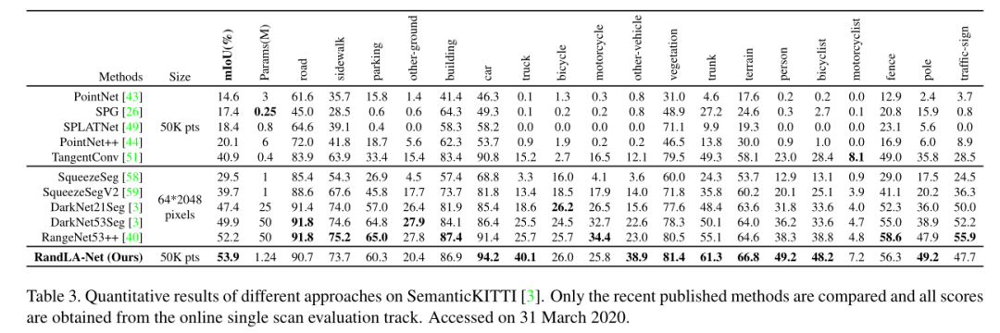 Methods Size mIoU(%) Params(M) road sidewalk parking other-ground building car truck bicycle motorcycle other-vehicle vegetation trunk terrain person bicyclist motorcyclist fence pole traffic-sign
PointNet [43] 14.6 3 61.6 35.7 15.8 1.4 41.4 46.3 0.1 1.3 0.3 0.8 31.0 4.6 17.6 0.2 0.2 0.0 12.9 2.4 3.7
SPG [26] 17.4 0.25 45.0 28.5 0.6 0.6 64.3 49.3 0.1 0.2 0.2 0.8 48.9 27.2 24.6 0.3 2.7 0.1 20.8 15.9 0.8
SPLATNet [49] 50K pts 18.4 0.8 64.6 39.1 0.4 0.0 58.3 58.2 0.0 0.0 0.0 0.0 71.1 9.9 19.3 0.0 0.0 0.0 23.1 5.6 0.0
PointNet++ [44] 20.1 6 72.0 41.8 18.7 5.6 62.3 53.7 0.9 1.9 0.2 0.2 46.5 13.8 30.0 0.9 1.0 0.0 16.9 6.0 8.9
TangentConv [51] 40.9 0.4 83.9 63.9 33.4 15.4 83.4 90.8 15.2 2.7 16.5 12.1 79.5 49.3 58.1 23.0 28.4 8.1 49.0 35.8 28.5
SqueezeSeg [58] 29.5 1 85.4 54.3 26.9 4.5 57.4 68.8 3.3 16.0 4.1 3.6 60.0 24.3 53.7 12.9 13.1 0.9 29.0 17.5 24.5
SqueezeSegV2 [59] 64*2048 39.7 1 88.6 67.6 45.8 17.7 73.7 81.8 13.4 18.5 17.9 14.0 71.8 35.8 60.2 20.1 25.1 3.9 41.1 20.2 36.3
DarkNet21Seg [3] pixels 47.4 25 91.4 74.0 57.0 26.4 81.9 85.4 18.6 26.2 26.5 15.6 77.6 48.4 63.6 31.8 33.6 4.0 52.3 36.0 50.0
DarkNet53Seg [3] 49.9 50 91.8 74.6 64.8 27.9 84.1 86.4 25.5 24.5 32.7 22.6 78.3 50.1 64.0 36.2 33.6 4.7 55.0 38.9 52.2
RangeNet53++ [40] 52.2 50 91.8 75.2 65.0 27.8 87.4 91.4 25.7 25.7 34.4 23.0 80.5 55.1 64.6 38.3 38.8 4.8 58.6 47.9 55.9
RandLA-Net (Ours) 50K pts 53.9 1.24 90.7 73.7 60.3 20.4 86.9 94.2 40.1 26.0 25.8 38.9 81.4 61.3 66.8 49.2 48.2 7.2 56.3 49.2 47.7
Table 3. Quantitative results of different approaches on SemanticKITTI [3]. Only the recent published methods are compared and all scores
are obtained from the online single scan evaluation track. Accessed on 31 March 2020.